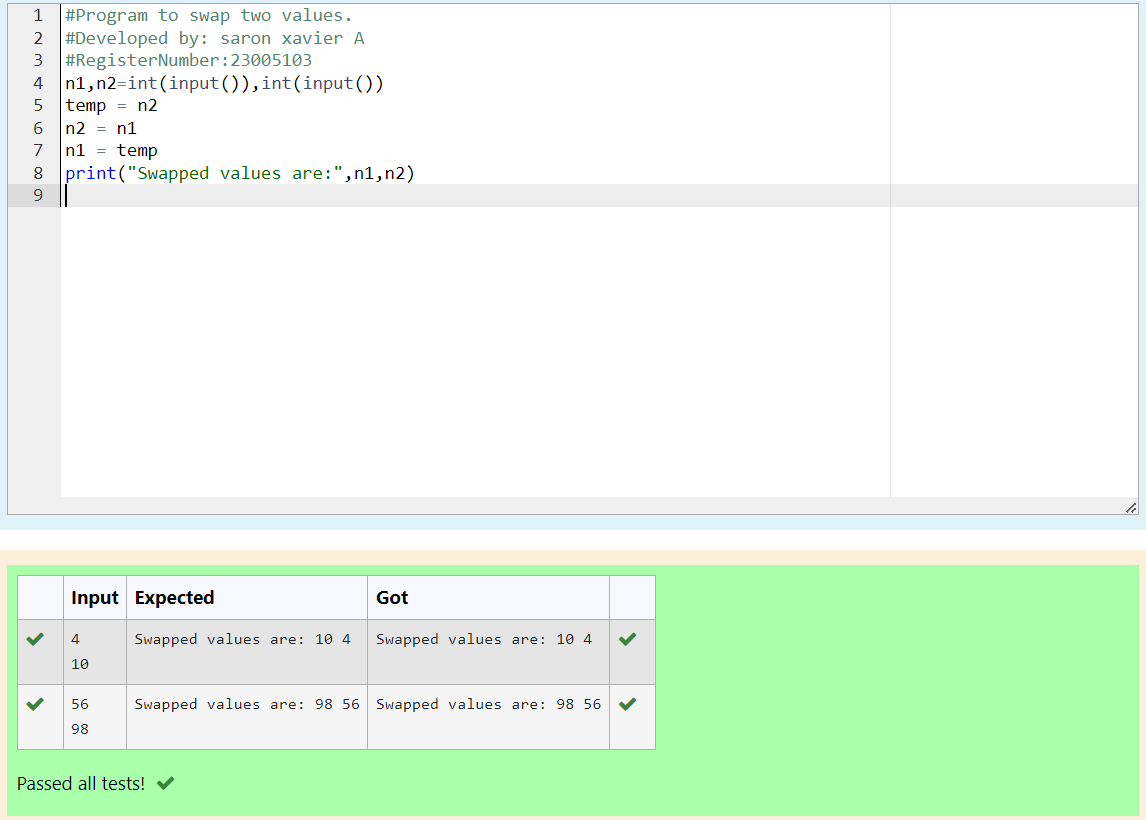 1 #Program to swap two values.
2 #Developed by: saron xavier A
3 #RegisterNumber:23005103
4 n1,n2=int(input()),int(input())
5 temp = n2
6 n2 = n1
7 n1 = temp
8 print("Swapped values are:",n1,n2)
9
Input Expected Got
4 Swapped values are: 10 4 Swapped values are: 10 4
10
56 Swapped values are: 98 56 Swapped values are: 98 56
98
Passed all tests!